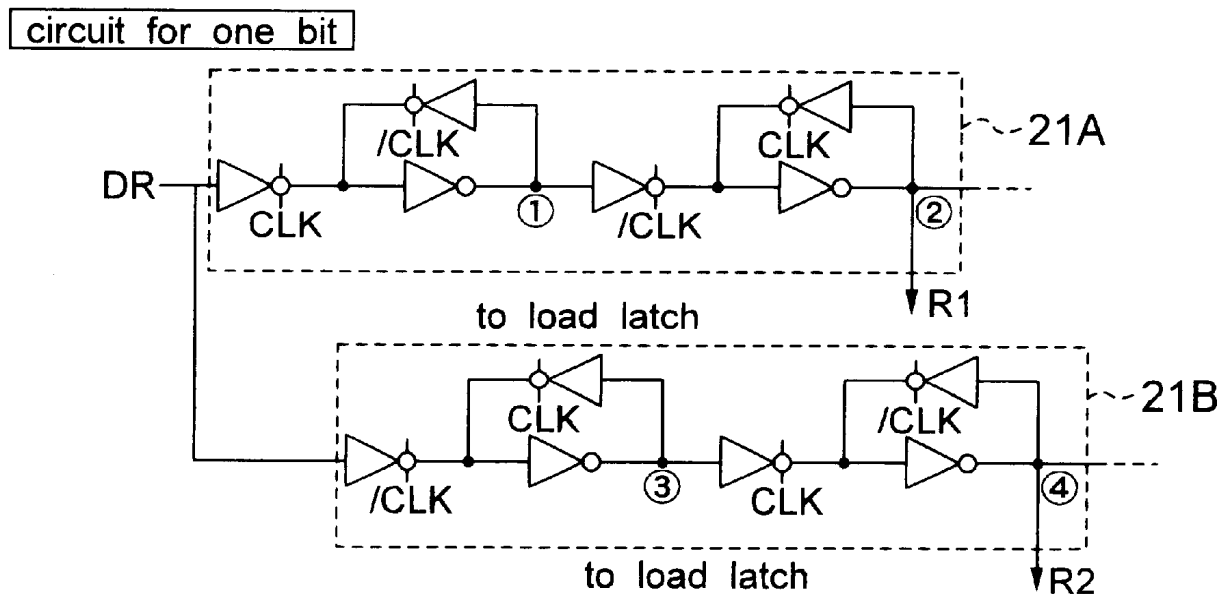 circuit for one bit
21A
/CLK
CLK
DR
CLK
①
/CLK
②
R1
to load latch
21B
CLK
/CLK
/CLK
③
CLK
④
to load latch
R2